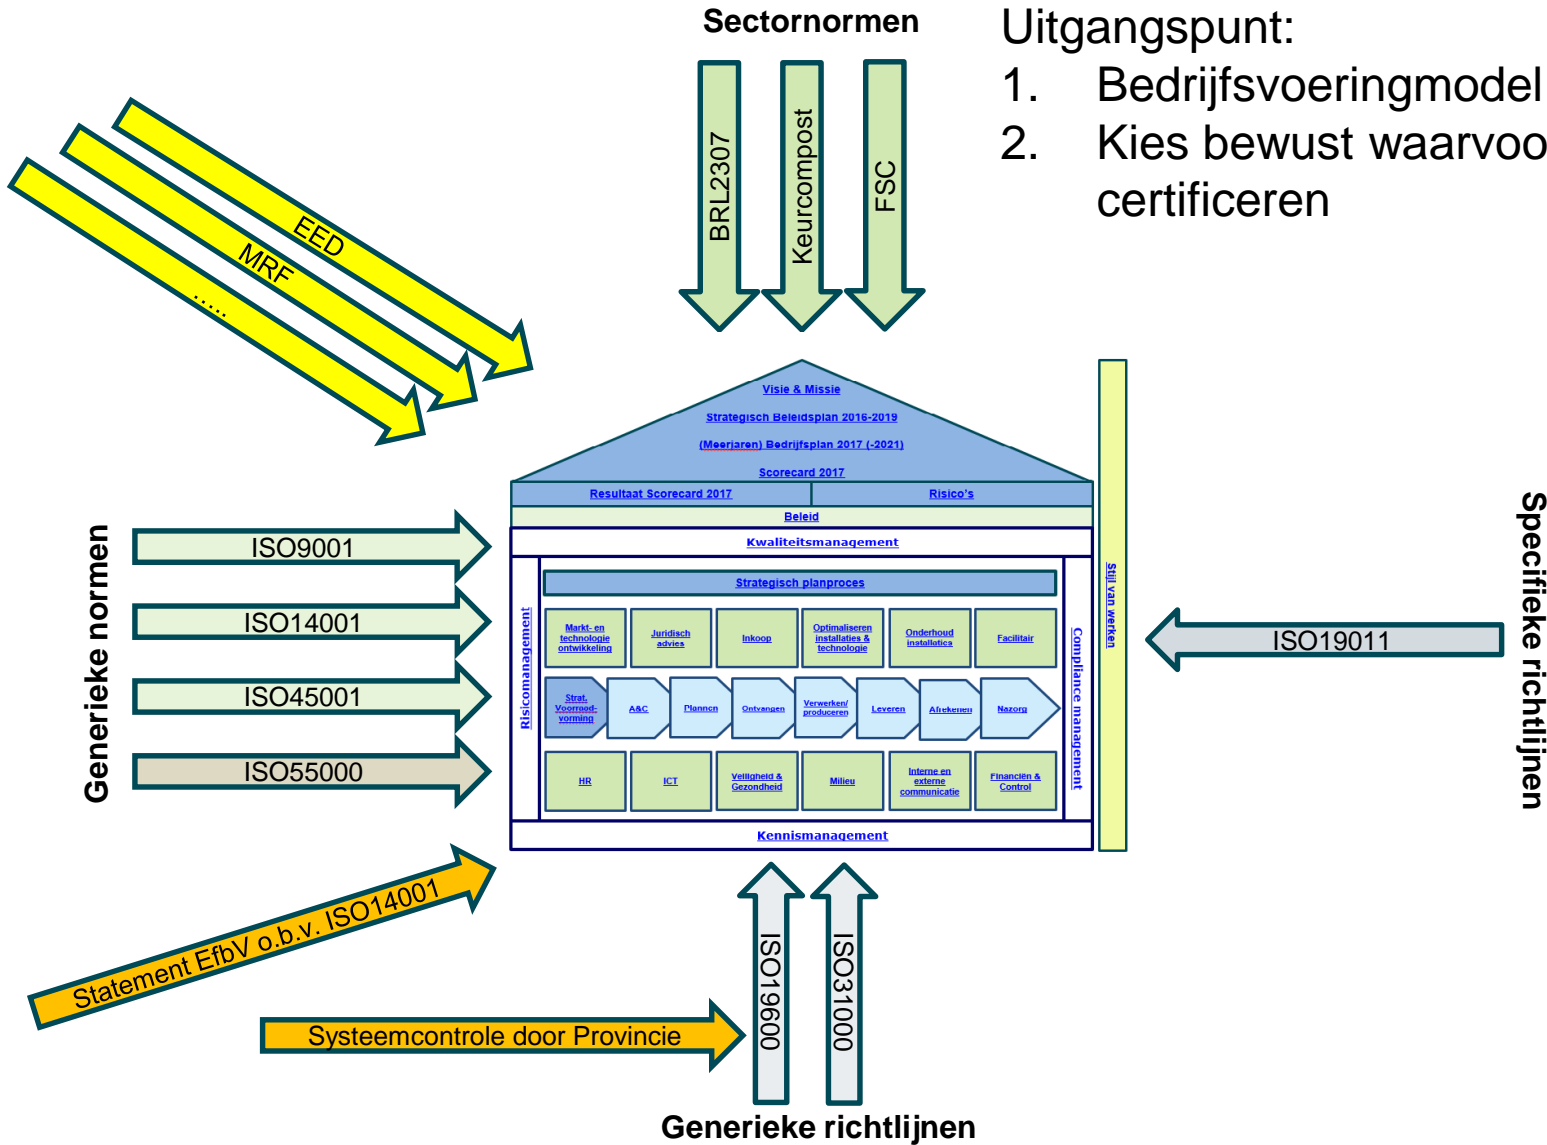 Sectornormen
Uitgangspunt:
1. Bedrijfsvoeringmodel
2. Kies bewust waarvoo
certificeren
BRL2307
Keurcompost
FSC
EED
MRF
.....
Visie & Missie
Strategisch Beleidsplan 2016-2019
(Meerjaren) Bedrijfsplan 2017 (-2021)
Scorecard 2017
Resultaat Scorecard 2017
Risico's
Beleid
Kwaliteitsmanagement
Generieke normen
ISO9001
ISO14001
ISO45001
ISO55000
Risicomanagement
Strategisch planproces
Markt- en
technologie
ontwikkeling
Juridisch
advies
Inkoop
Optimaliseren
installaties &
technologie
Onderhoud
installaties
Facilitair
Strat.
Voorraad-
vorming
A&C
Plannen
Ontvangen
Verwerken/
produceren
Leveren
Afrekenen
Nazorg
HR
ICT
Veiligheid &
Gezondheid
Milieu
Interne en
externe
communicatie
Financiën &
Control
Compliance management
Stijl van werken
Kennismanagement
ISO19011
Specifieke richtlijnen
Statement EfbV o.b.v. ISO14001
Systeemcontrole door Provincie
ISO19600
ISO31000
Generieke richtlijnen